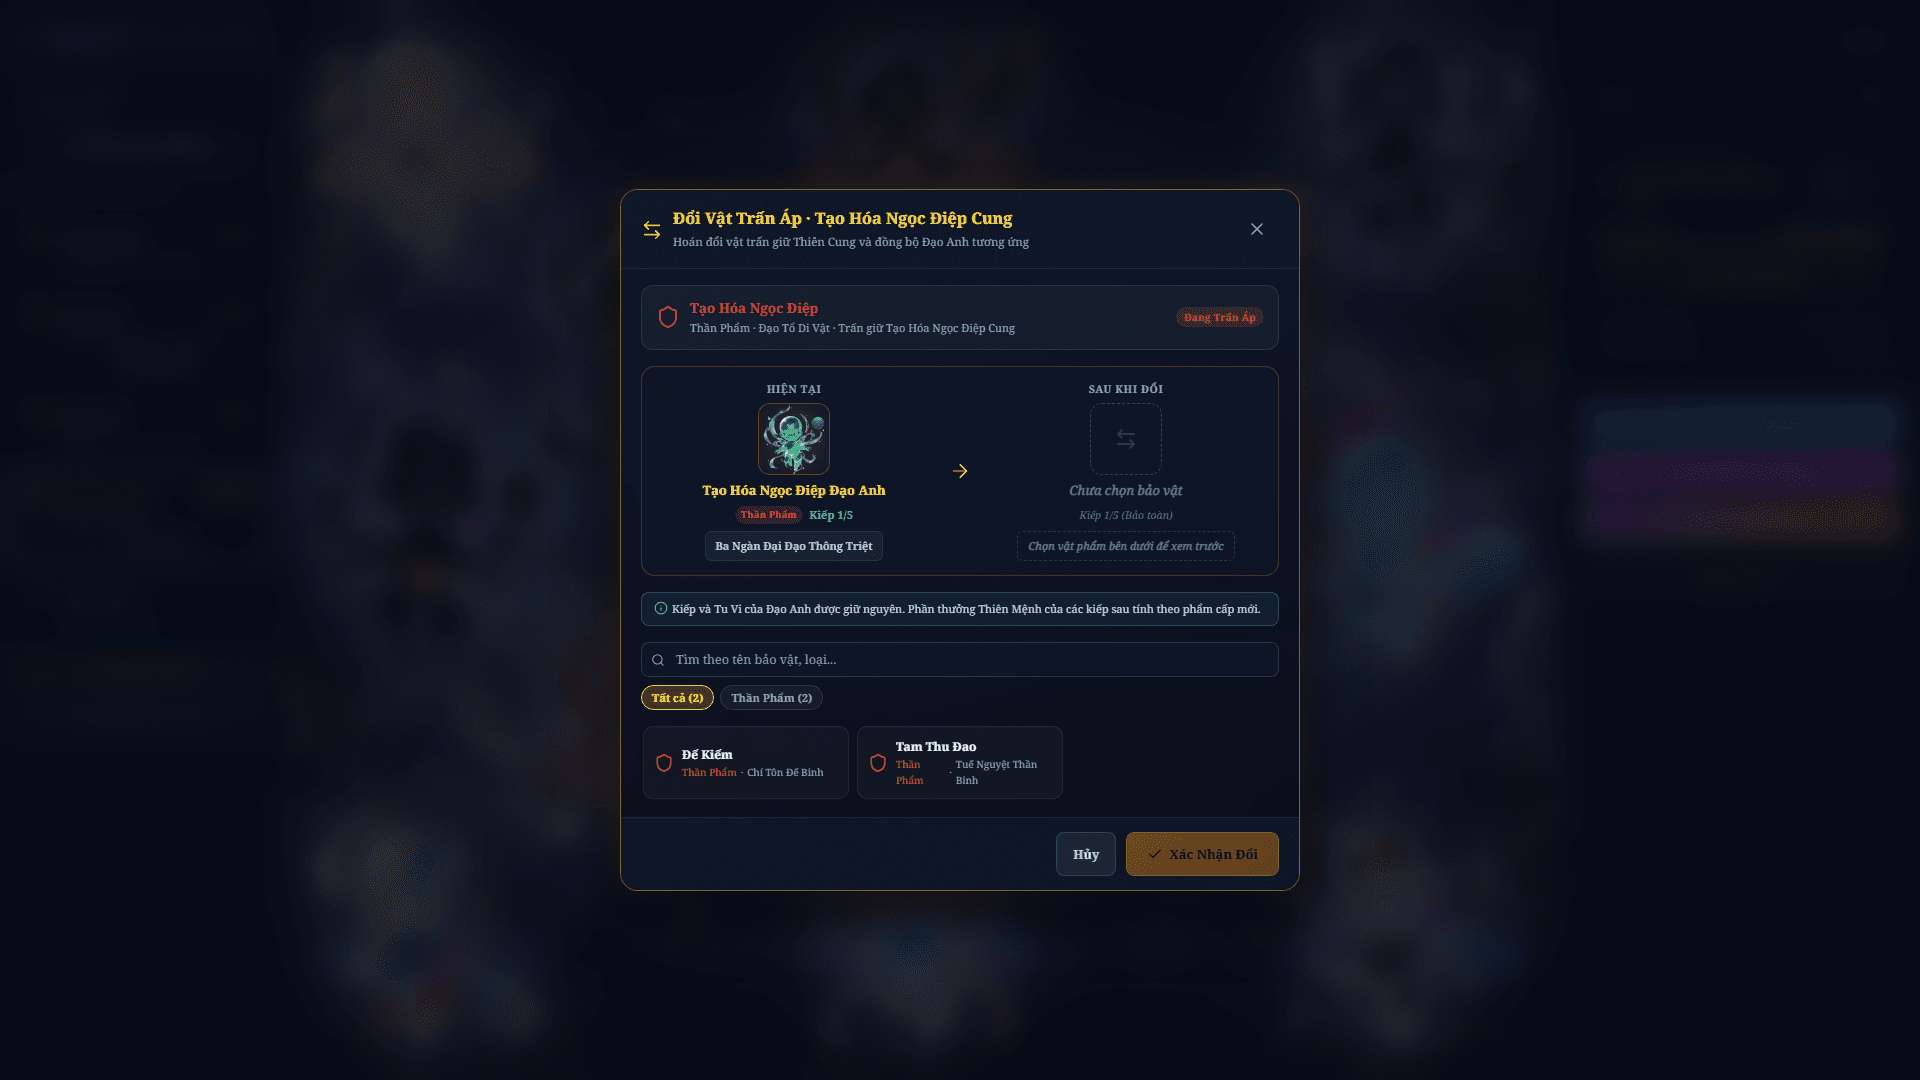 Đổi Vật Trấn Áp · Tạo Hóa Ngọc Điệp Cung
Hoán đổi vật trấn giữ Thiên Cung và đồng bộ Đạo Anh tương ứng
Tạo Hóa Ngọc Điệp
Thần Phẩm · Đạo Tổ Di Vật · Trấn giữ Tạo Hóa Ngọc Điệp Cung
Đang Trấn Áp
HIỆN TẠI
Tạo Hóa Ngọc Điệp Đạo Anh
Thần Phẩm Kiếp 1/5
Ba Ngàn Đại Đạo Thông Triệt
SAU KHI ĐỔI
Chưa chọn bảo vật
Kiếp 1/5 (Bảo toàn)
Chọn vật phẩm bên dưới để xem trước
Kiếp và Tu Vi của Đạo Anh được giữ nguyên. Phần thưởng Thiên Mệnh của các kiếp sau tính theo phẩm cấp mới.
Tìm theo tên bảo vật, loại...
Tất cả (2)
Thần Phẩm (2)
Đế Kiếm
Thần Phẩm · Chí Tôn Đế Binh
Tam Thu Đao
Thần Phẩm · Tuế Nguyệt Thần Binh
Hủy
Xác Nhận Đổi